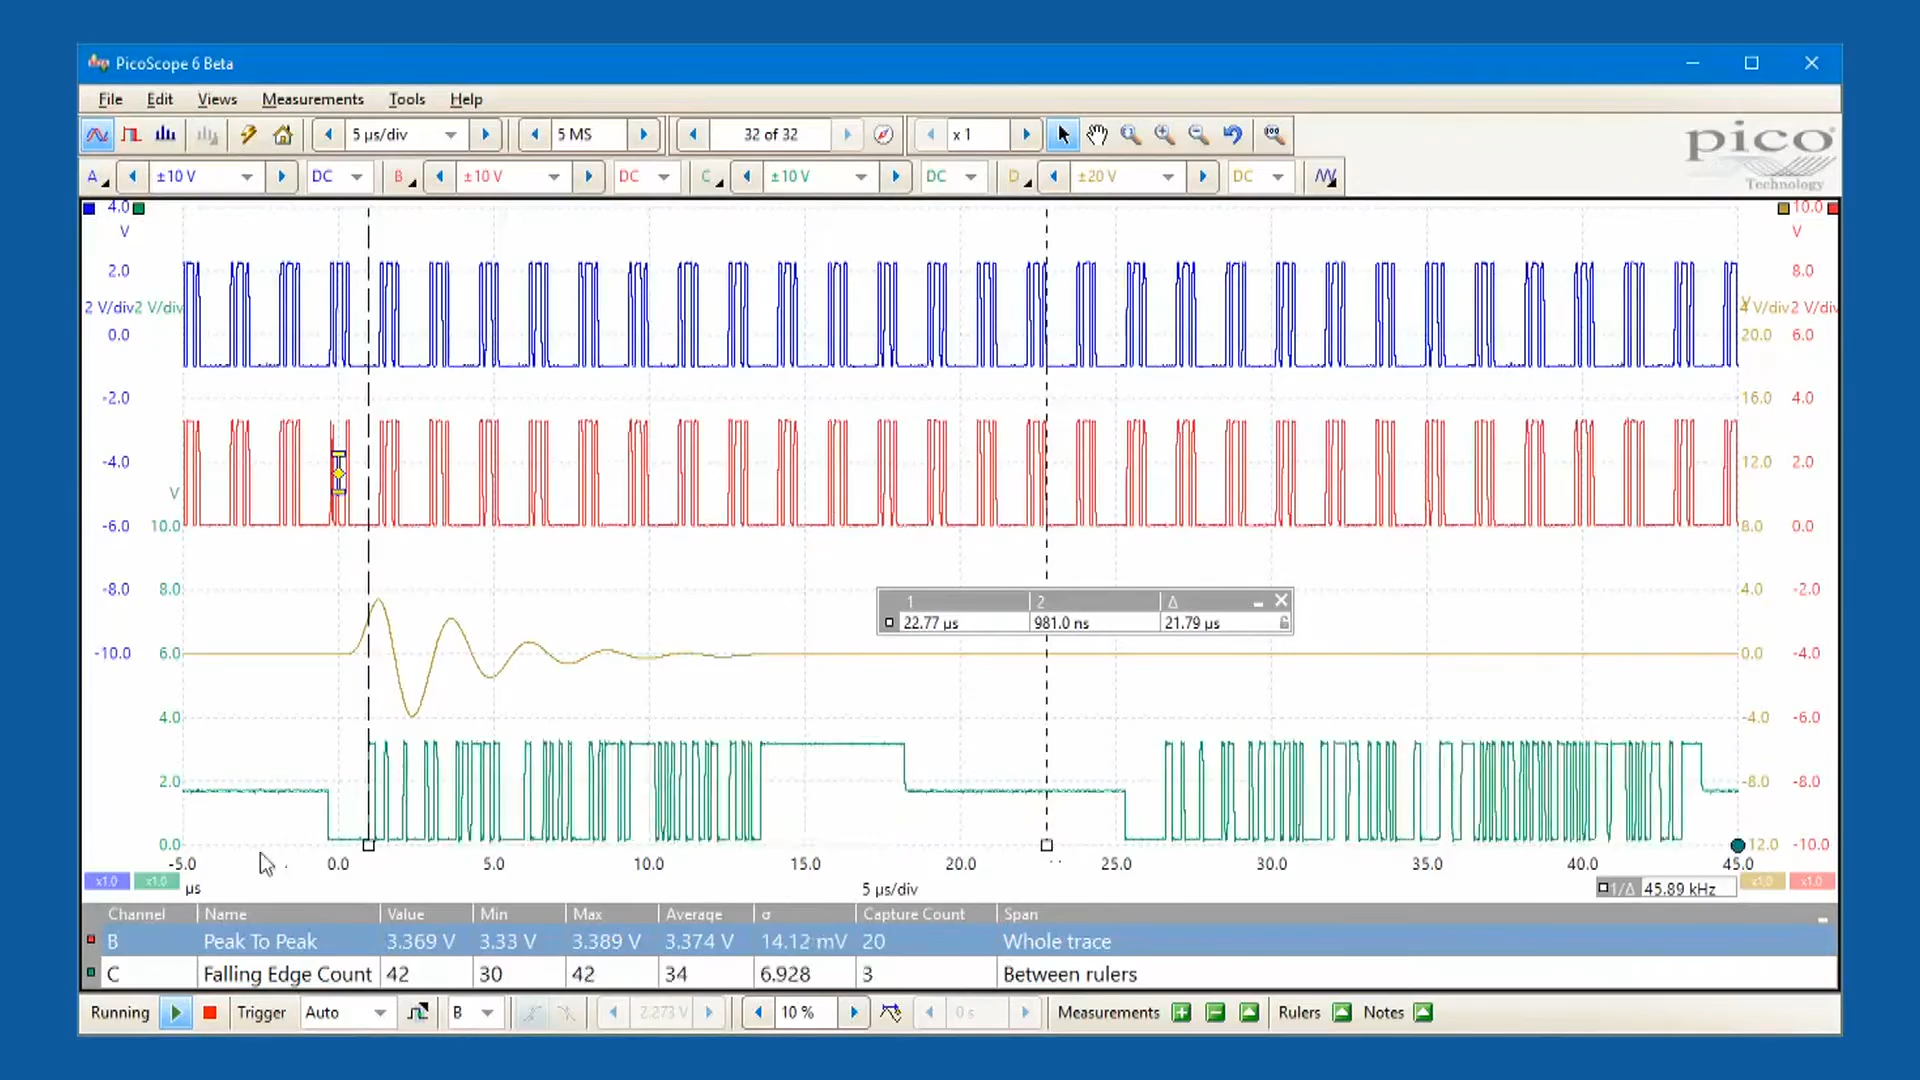 PicoScope 6 Beta
File Edit Views Measurements Tools Help
5 µs/div 5 MS 32 of 32 x 1
pico
Technology
A ±10 V DC B ±10 V DC C ±10 V DC D ±20 V DC
4.0 10.0
V V
2.0 8.0
2 V/div 2 V/div V 4 V/div 2 V/div
0.0 20.0 6.0
-2.0 16.0 4.0
-4.0 12.0 2.0
V
-6.0 10.0 8.0 0.0
-8.0 8.0 4.0 -2.0
1 2 Δ
22.77 µs 981.0 ns 21.79 µs
-10.0 6.0 0.0 -4.0
4.0 -4.0 -6.0
2.0 -8.0 -8.0
0.0 12.0 -10.0
-5.0 0.0 5.0 10.0 15.0 20.0 25.0 30.0 35.0 40.0 45.0
x1.0 x1.0 µs 5 µs/div 1/Δ 45.89 kHz x1.0 x1.0
Channel Name Value Min Max Average σ Capture Count Span
B Peak To Peak 3.369 V 3.33 V 3.389 V 3.374 V 14.12 mV 20 Whole trace
C Falling Edge Count 42 30 42 34 6.928 3 Between rulers
Running Trigger Auto B 2.273 V 10 % 0 s Measurements Rulers Notes